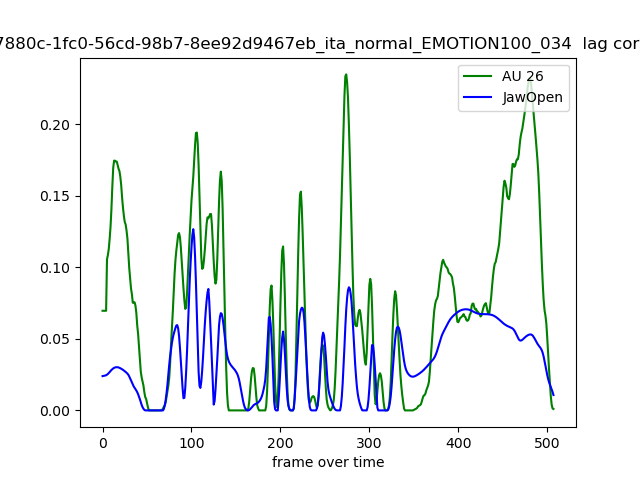 7880c-1fc0-56cd-98b7-8ee92d9467eb_ita_normal_EMOTION100_034 lag cor
AU 26
JawOpen
0.20
0.15
0.10
0.05
0.00
0 100 200 300 400 500
frame over time